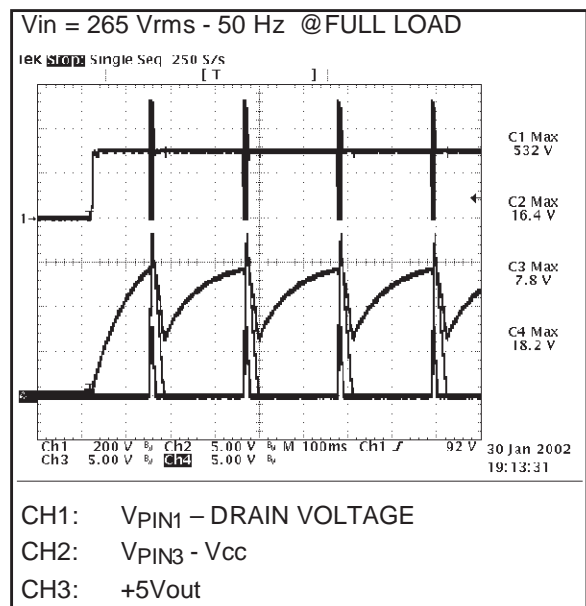 Vin = 265 Vrms - 50 Hz @FULL LOAD
Tek Stop: Single Seq 250 S/s
[ T ]
C1 Max
532 V
C2 Max
16.4 V
C3 Max
7.8 V
C4 Max
18.2 V
1→
Ch1 200 V Ch2 5.00 V M 100ms Ch1 92 V
Ch3 5.00 V Ch4 5.00 V
30 Jan 2002
19:13:31
CH1: VPIN1 – DRAIN VOLTAGE
CH2: VPIN3 - Vcc
CH3: +5Vout